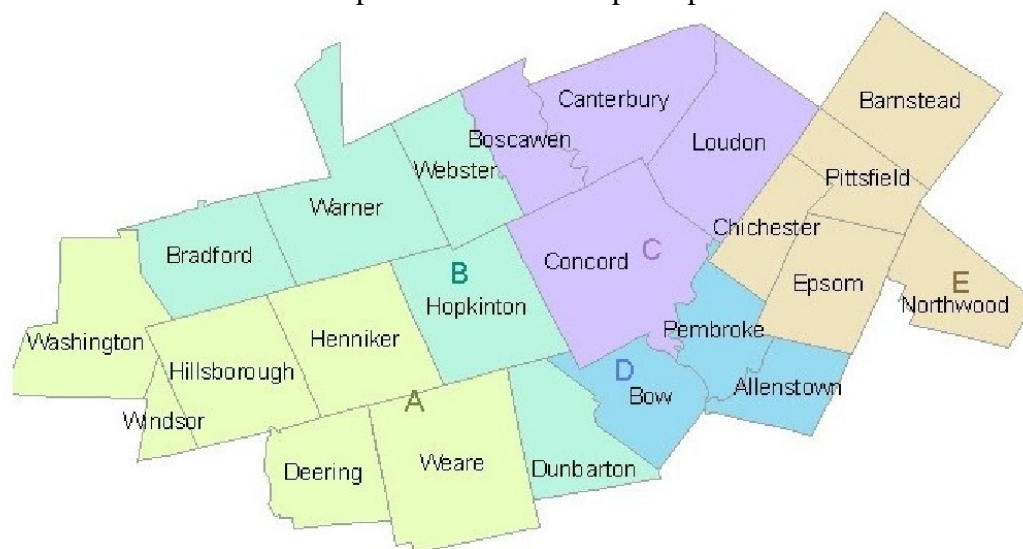 Barnstead
Canterbury
Boscawen
Loudon
Webster
Pittsfield
Warner
Chichester
Bradford
Concord
C
B
Epsom
E
Hopkinton
Northwood
Pembroke
Henniker
Washington
Hillsborough
D
Allenstown
Bow
A
Windsor
Weare
Dunbarton
Deering